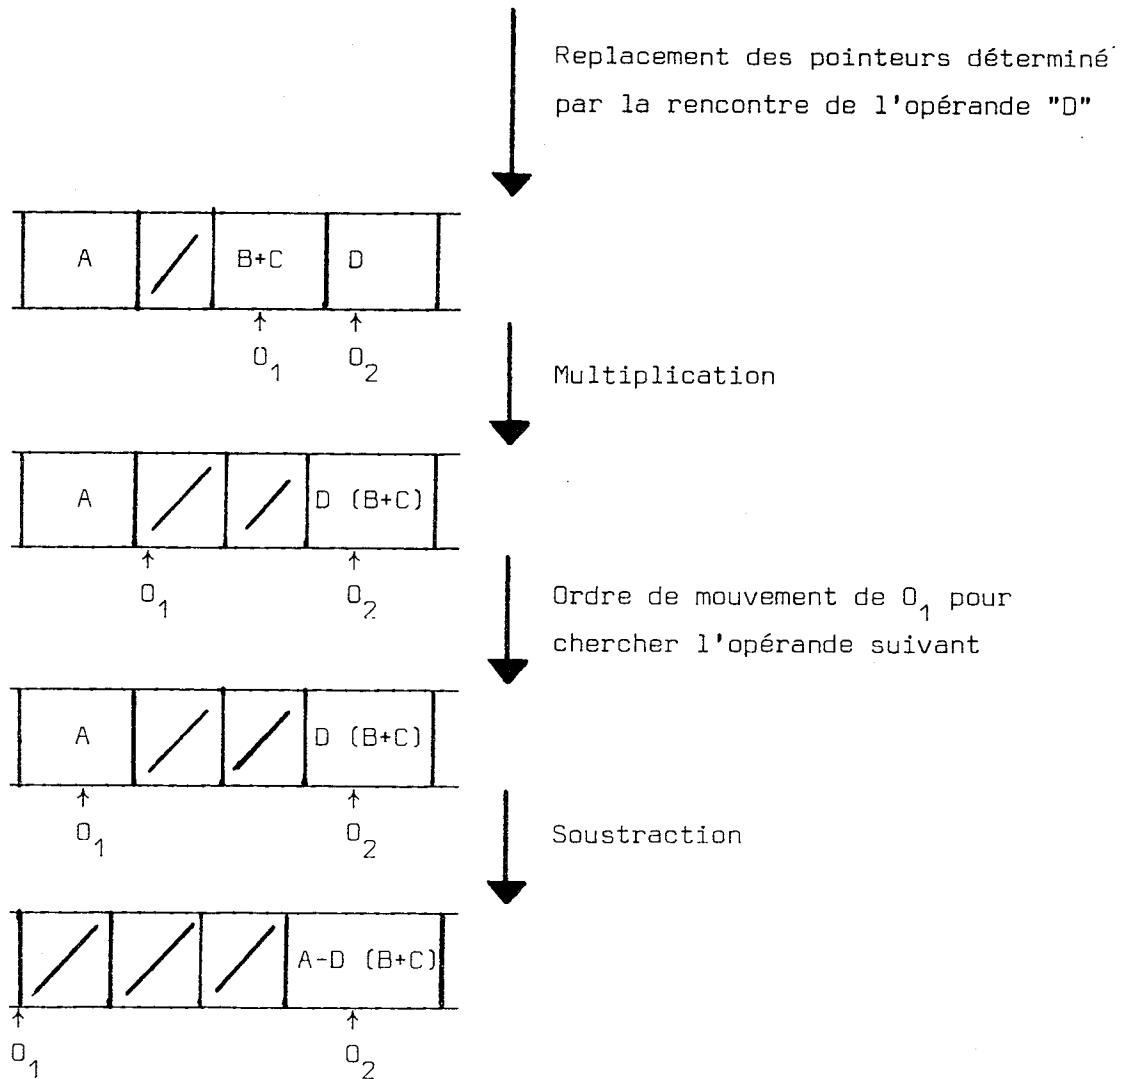 Replacement des pointeurs déterminé
par la rencontre de l'opérande "D"
A B+C D
O1 O2
Multiplication
A D (B+C)
O1 O2
Ordre de mouvement de O1 pour
chercher l'opérande suivant
A D (B+C)
O1 O2
Soustraction
A-D (B+C)
O1 O2